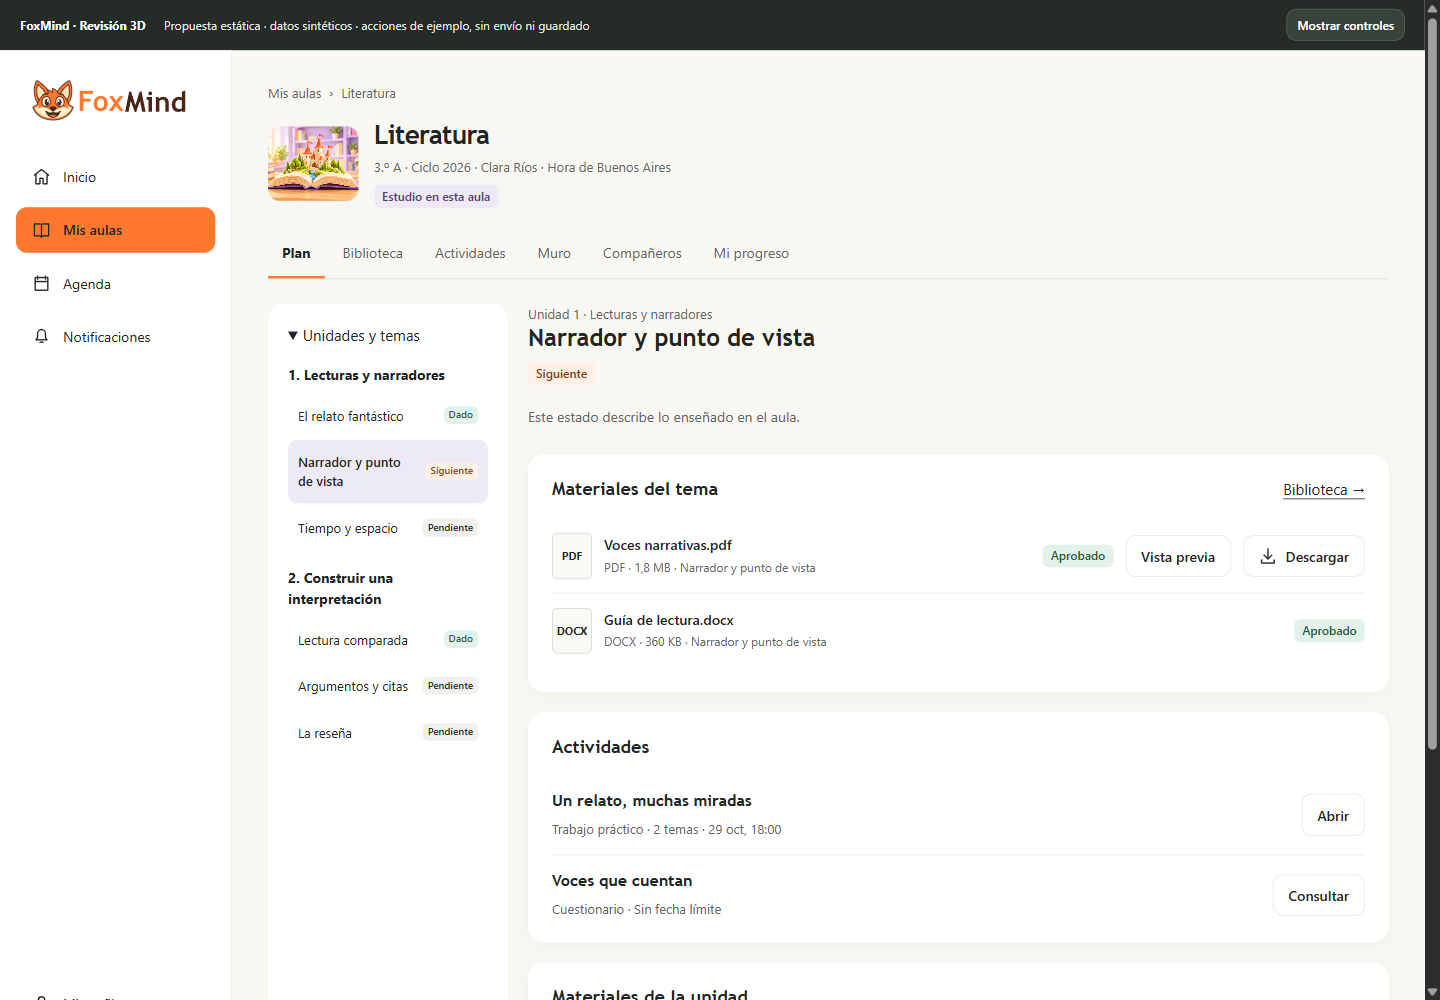 FoxMind · Revisión 3D
Propuesta estática · datos sintéticos · acciones de ejemplo, sin envío ni guardado
Mostrar controles
FoxMind
Inicio
Mis aulas
Agenda
Notificaciones
Mis aulas › Literatura
Literatura
3.º A · Ciclo 2026 · Clara Ríos · Hora de Buenos Aires
Estudio en esta aula
Plan
Biblioteca
Actividades
Muro
Compañeros
Mi progreso
▼ Unidades y temas
1. Lecturas y narradores
El relato fantástico
Dado
Narrador y punto
de vista
Siguiente
Tiempo y espacio
Pendiente
2. Construir una
interpretación
Lectura comparada
Dado
Argumentos y citas
Pendiente
La reseña
Pendiente
Unidad 1 · Lecturas y narradores
Narrador y punto de vista
Siguiente
Este estado describe lo enseñado en el aula.
Materiales del tema
Biblioteca →
PDF
Voces narrativas.pdf
PDF · 1,8 MB · Narrador y punto de vista
Aprobado
Vista previa
Descargar
DOCX
Guía de lectura.docx
DOCX · 360 KB · Narrador y punto de vista
Aprobado
Actividades
Un relato, muchas miradas
Trabajo práctico · 2 temas · 29 oct, 18:00
Abrir
Voces que cuentan
Cuestionario · Sin fecha límite
Consultar
Materiales de la unidad